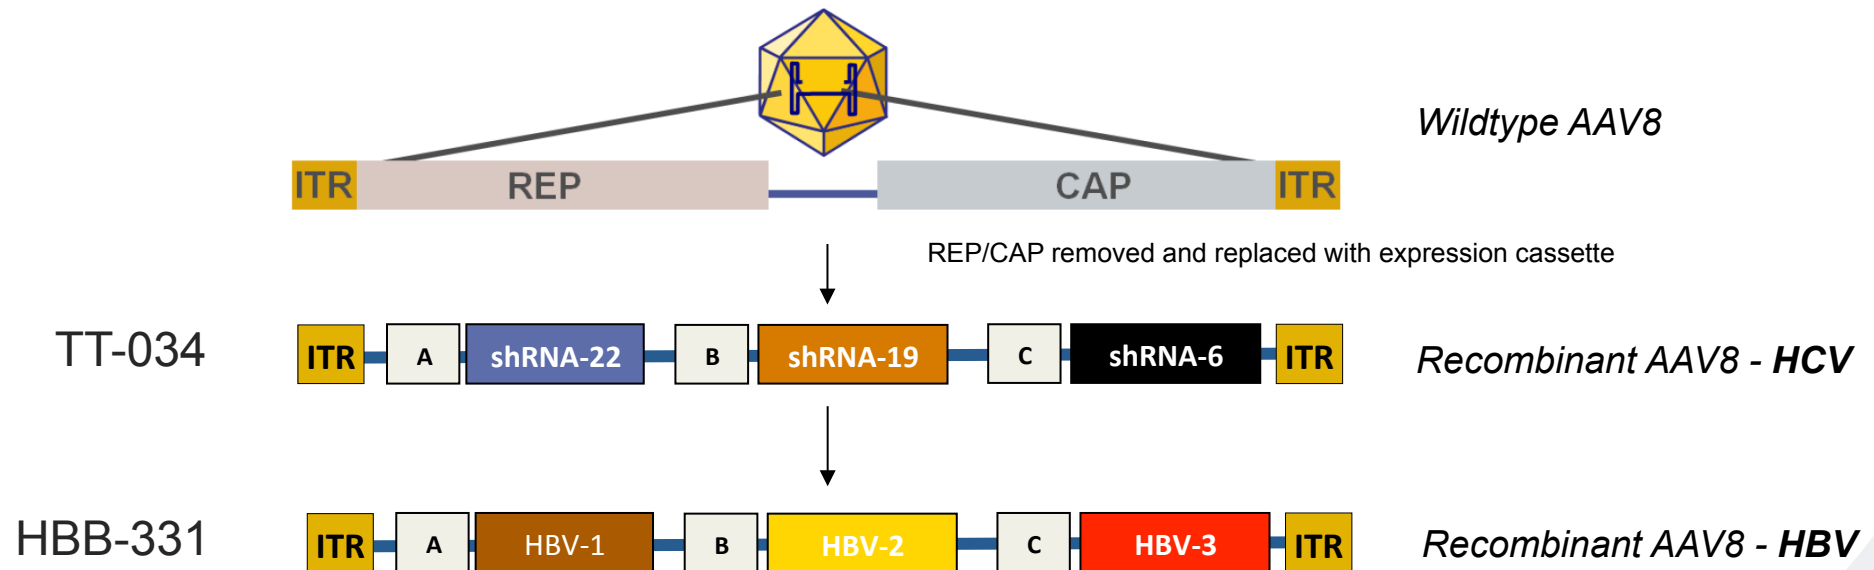 Wildtype AAV8
ITR REP CAP ITR
REP/CAP removed and replaced with expression cassette
TT-034 ITR A shRNA-22 B shRNA-19 C shRNA-6 ITR Recombinant AAV8 - HCV
HBB-331 ITR A HBV-1 B HBV-2 C HBV-3 ITR Recombinant AAV8 - HBV